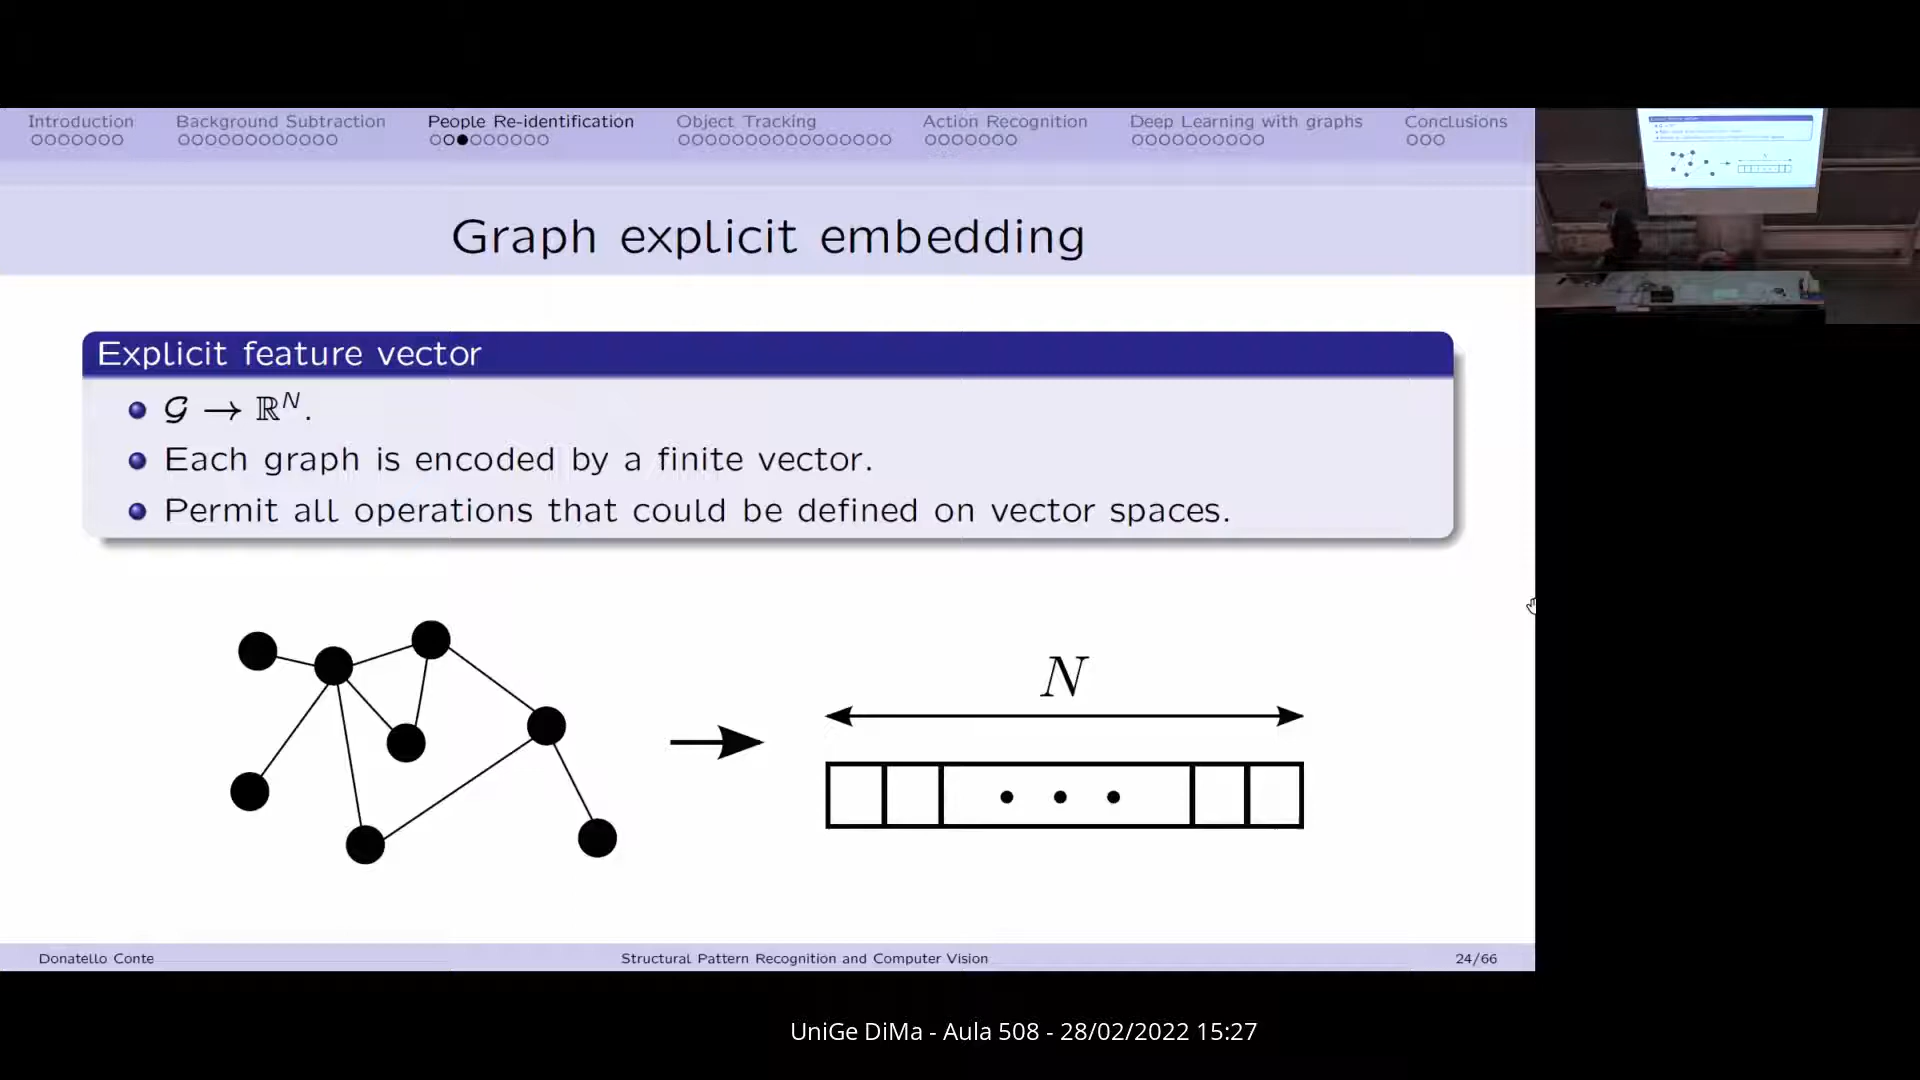 Introduction Background Subtraction People Re-identification Object Tracking Action Recognition Deep Learning with graphs Conclusions
Graph explicit embedding
Explicit feature vector
𝒢 → ℝᴺ.
Each graph is encoded by a finite vector.
Permit all operations that could be defined on vector spaces.
N
Donatello Conte Structural Pattern Recognition and Computer Vision 24/66
UniGe DiMa - Aula 508 - 28/02/2022 15:27